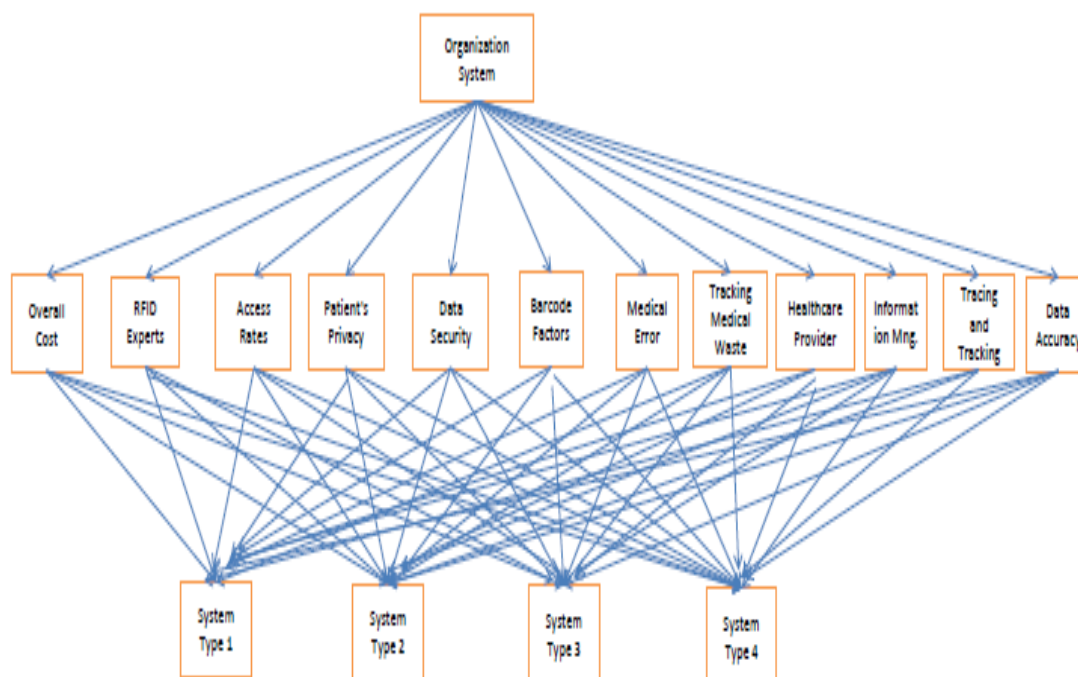 Organization
System
Overall
Cost
RFID
Experts
Access
Rates
Patient's
Privacy
Data
Security
Barcode
Factors
Medical
Error
Tracking
Medical
Waste
Healthcare
Provider
Informat
ion Mng.
Tracing
and
Tracking
Data
Accuracy
System
Type 1
System
Type 2
System
Type 3
System
Type 4